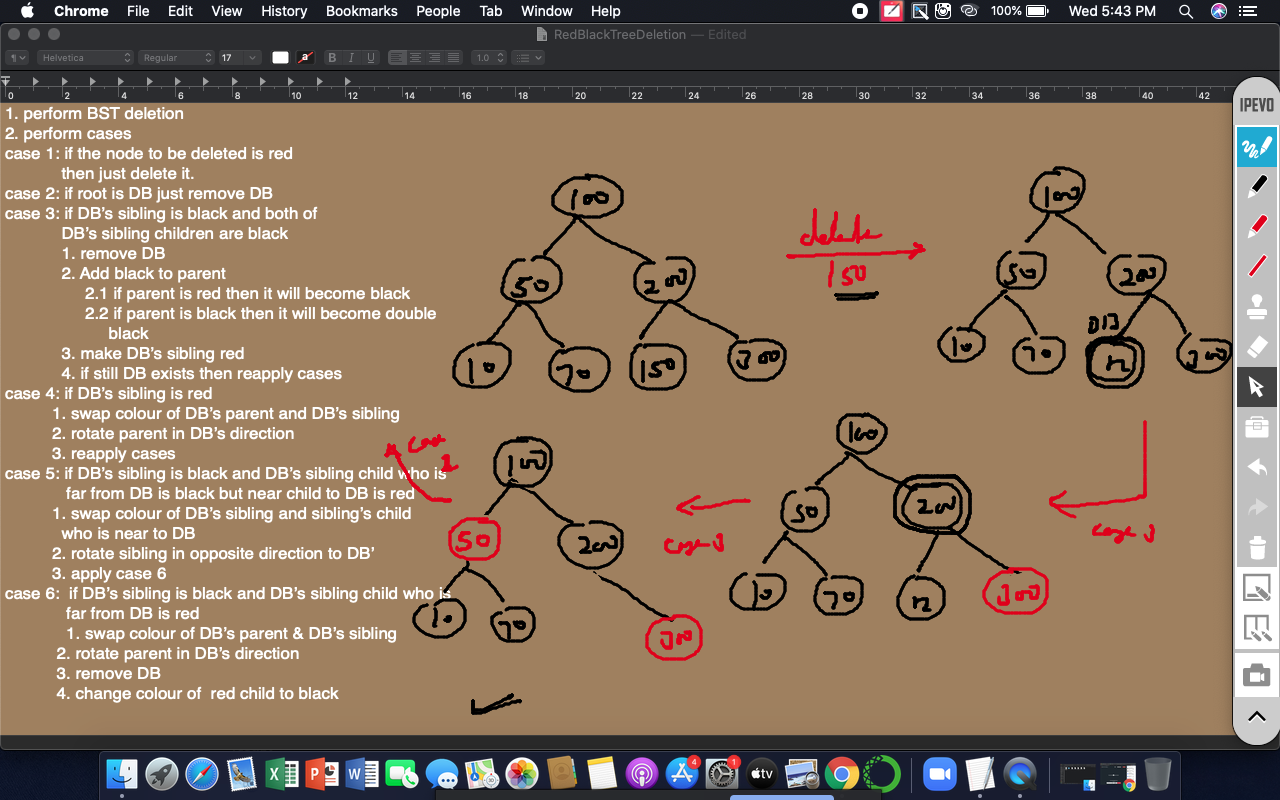 Chrome File Edit View History Bookmarks People Tab Window Help
100% Wed 5:43 PM
RedBlackTreeDeletion — Edited
Helvetica Regular 17 a B I U 1.0
0 2 4 6 8 10 12 14 16 18 20 22 24 26 28 30 32 34 36 38 40 42
IPEVO
1. perform BST deletion
2. perform cases
case 1: if the node to be deleted is red
then just delete it.
case 2: if root is DB just remove DB
case 3: if DB's sibling is black and both of
DB's sibling children are black
1. remove DB
2. Add black to parent
2.1 if parent is red then it will become black
2.2 if parent is black then it will become double
black
3. make DB's sibling red
4. if still DB exists then reapply cases
case 4: if DB's sibling is red
1. swap colour of DB's parent and DB's sibling
2. rotate parent in DB's direction
3. reapply cases
case 5: if DB's sibling is black and DB's sibling child who is
far from DB is black but near child to DB is red
1. swap colour of DB's sibling and sibling's child
who is near to DB
2. rotate sibling in opposite direction to DB'
3. apply case 6
case 6: if DB's sibling is black and DB's sibling child who is
far from DB is red
1. swap colour of DB's parent & DB's sibling
2. rotate parent in DB's direction
3. remove DB
4. change colour of red child to black
100
50 200
10 70 150 300
delete
150
100
50 200
DB
10 70 n 300
case 3
100
50 200
10 70 n 300
case 3
100
50 200
10 70 300
case
2
4 1
tv